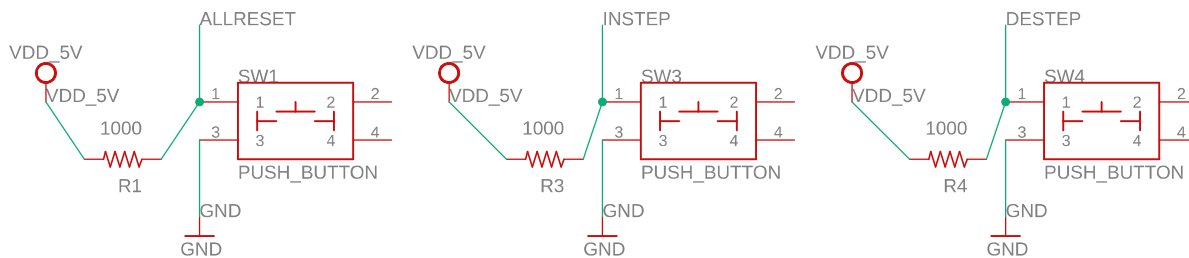 ALLRESET INSTEP DESTEP
VDD_5V VDD_5V VDD_5V
SW1 SW3 SW4
VDD_5V 1 1 2 2 VDD_5V 1 1 2 2 VDD_5V 1 1 2 2
1000 3 3 4 4 1000 3 3 4 4 1000 3 3 4 4
R1 PUSH_BUTTON R3 PUSH_BUTTON R4 PUSH_BUTTON
GND GND GND
GND GND GND